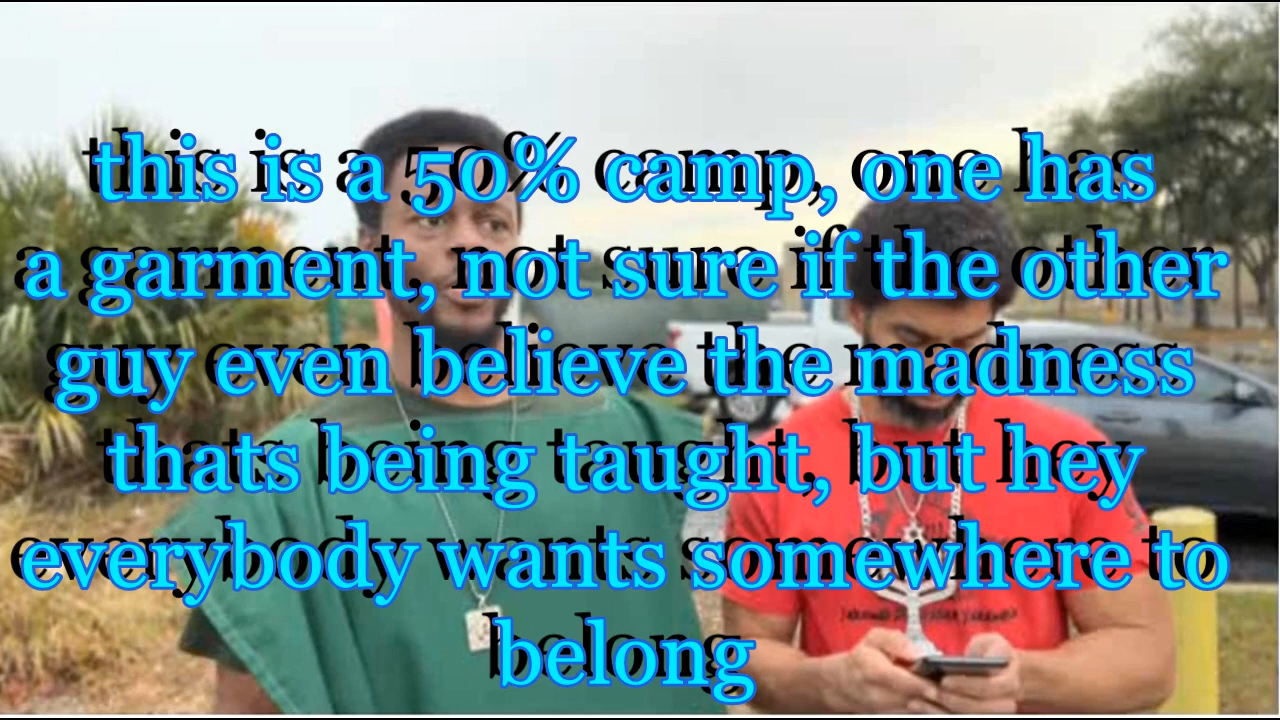 this is a 50% camp, one has
a garment, not sure if the other
guy even believe the madness
thats being taught, but hey
everybody wants somewhere to
belong